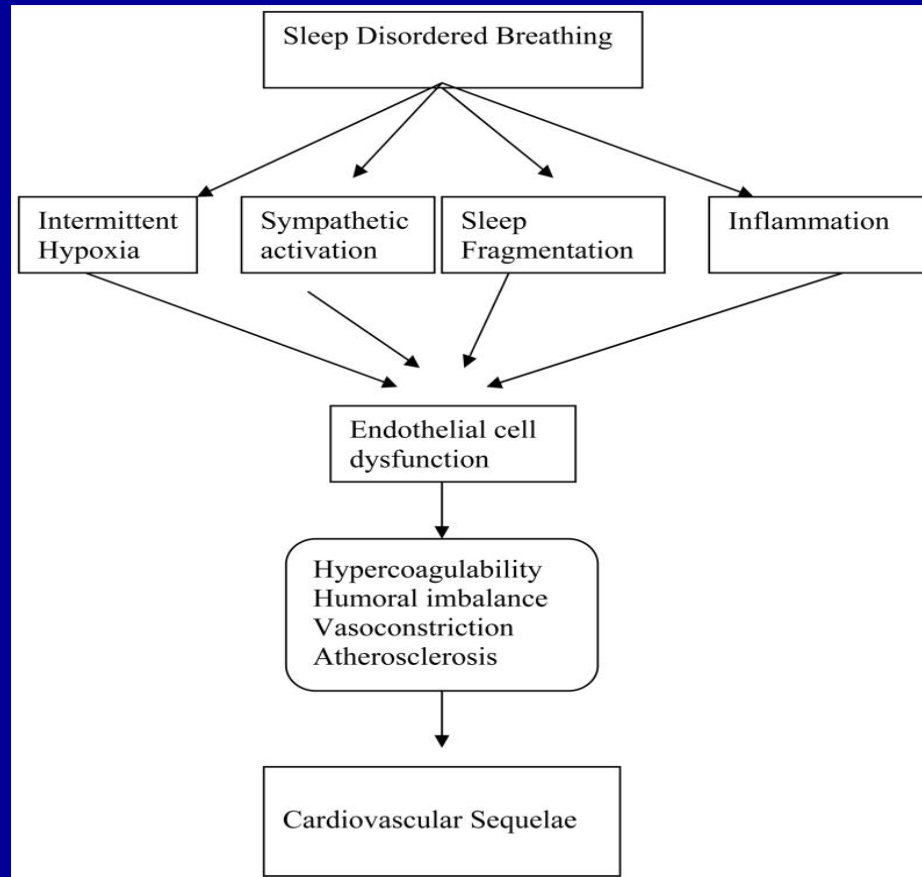 Sleep Disordered Breathing
Intermittent
Hypoxia
Sympathetic
activation
Sleep
Fragmentation
Inflammation
Endothelial cell
dysfunction
Hypercoagulability
Humoral imbalance
Vasoconstriction
Atherosclerosis
Cardiovascular Sequelae